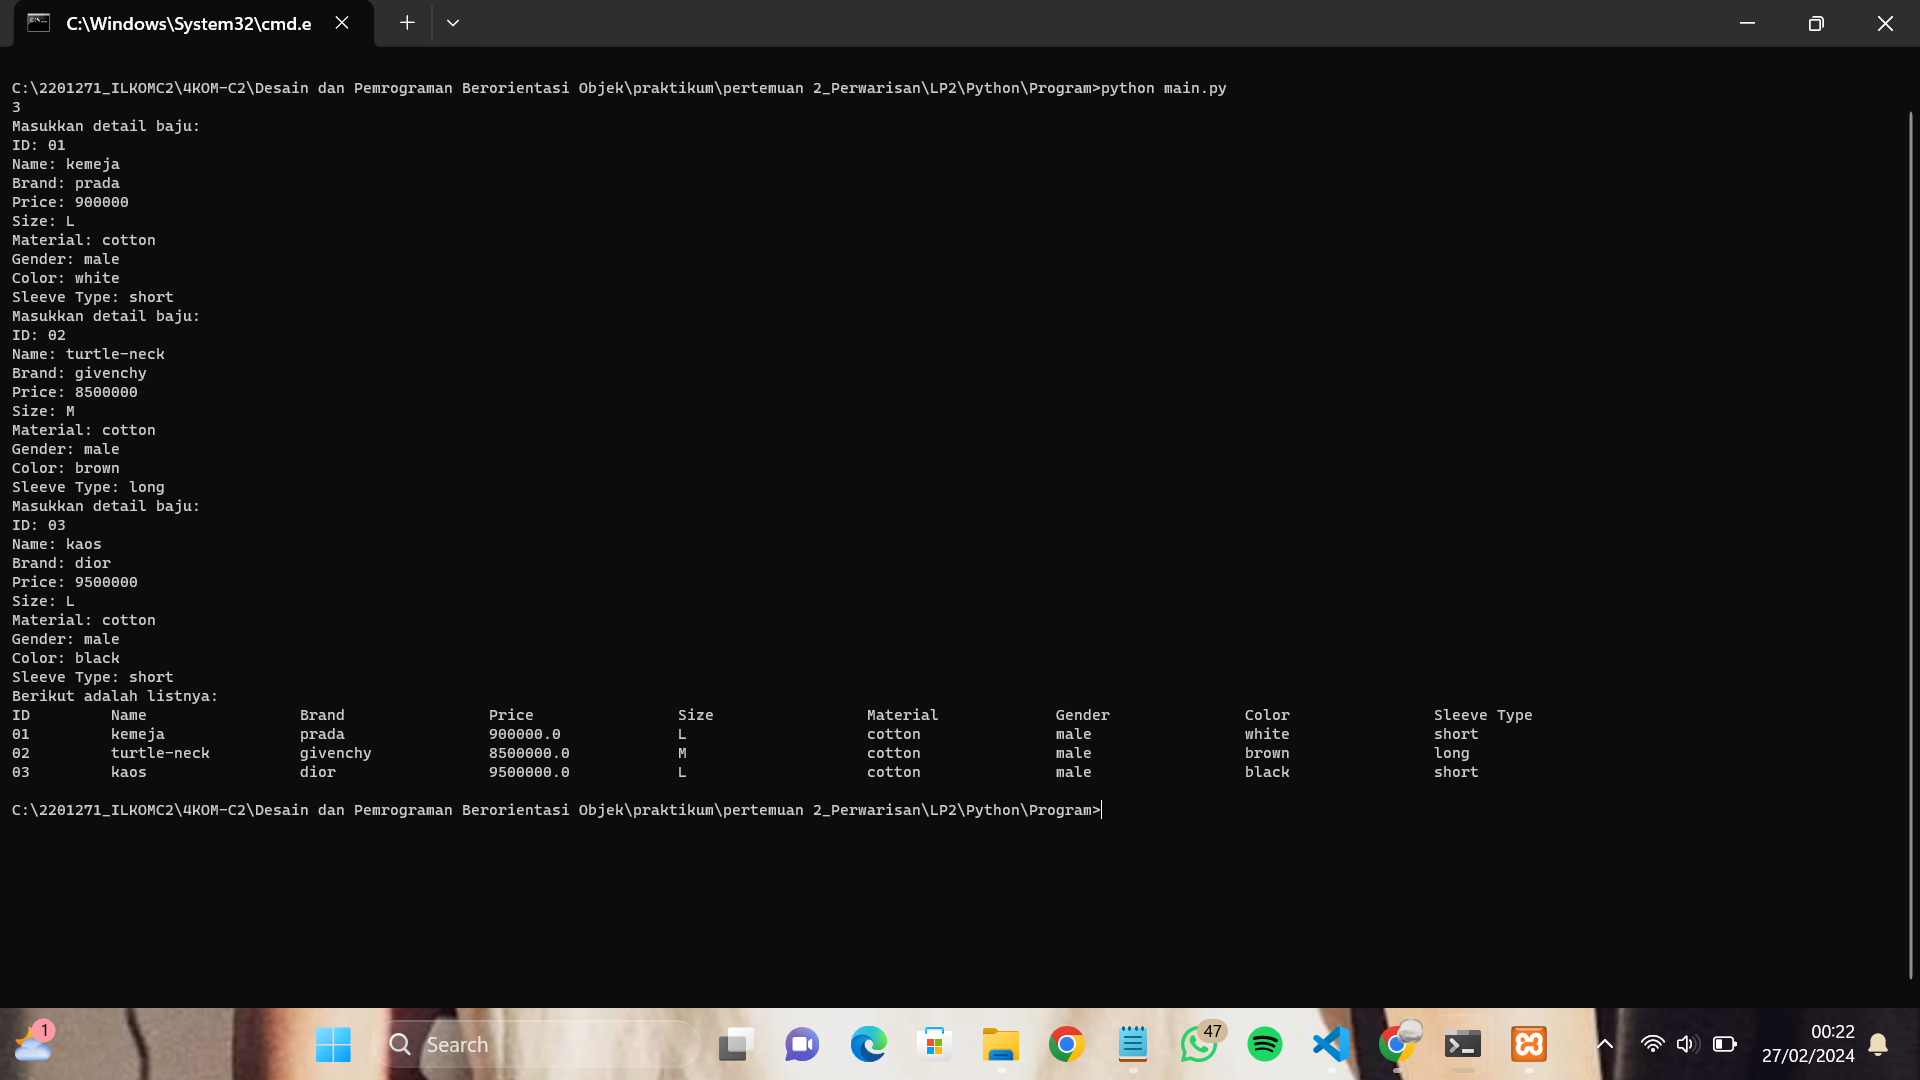 C:\Windows\System32\cmd.e
C:\2201271_ILKOMC2\4KOM-C2\Desain dan Pemrograman Berorientasi Objek\praktikum\pertemuan 2_Perwarisan\LP2\Python\Program>python main.py
3
Masukkan detail baju:
ID: 01
Name: kemeja
Brand: prada
Price: 900000
Size: L
Material: cotton
Gender: male
Color: white
Sleeve Type: short
Masukkan detail baju:
ID: 02
Name: turtle-neck
Brand: givenchy
Price: 8500000
Size: M
Material: cotton
Gender: male
Color: brown
Sleeve Type: long
Masukkan detail baju:
ID: 03
Name: kaos
Brand: dior
Price: 9500000
Size: L
Material: cotton
Gender: male
Color: black
Sleeve Type: short
Berikut adalah listnya:
ID Name Brand Price Size Material Gender Color Sleeve Type
01 kemeja prada 900000.0 L cotton male white short
02 turtle-neck givenchy 8500000.0 M cotton male brown long
03 kaos dior 9500000.0 L cotton male black short
C:\2201271_ILKOMC2\4KOM-C2\Desain dan Pemrograman Berorientasi Objek\praktikum\pertemuan 2_Perwarisan\LP2\Python\Program>
1
Search
47
00:22
27/02/2024